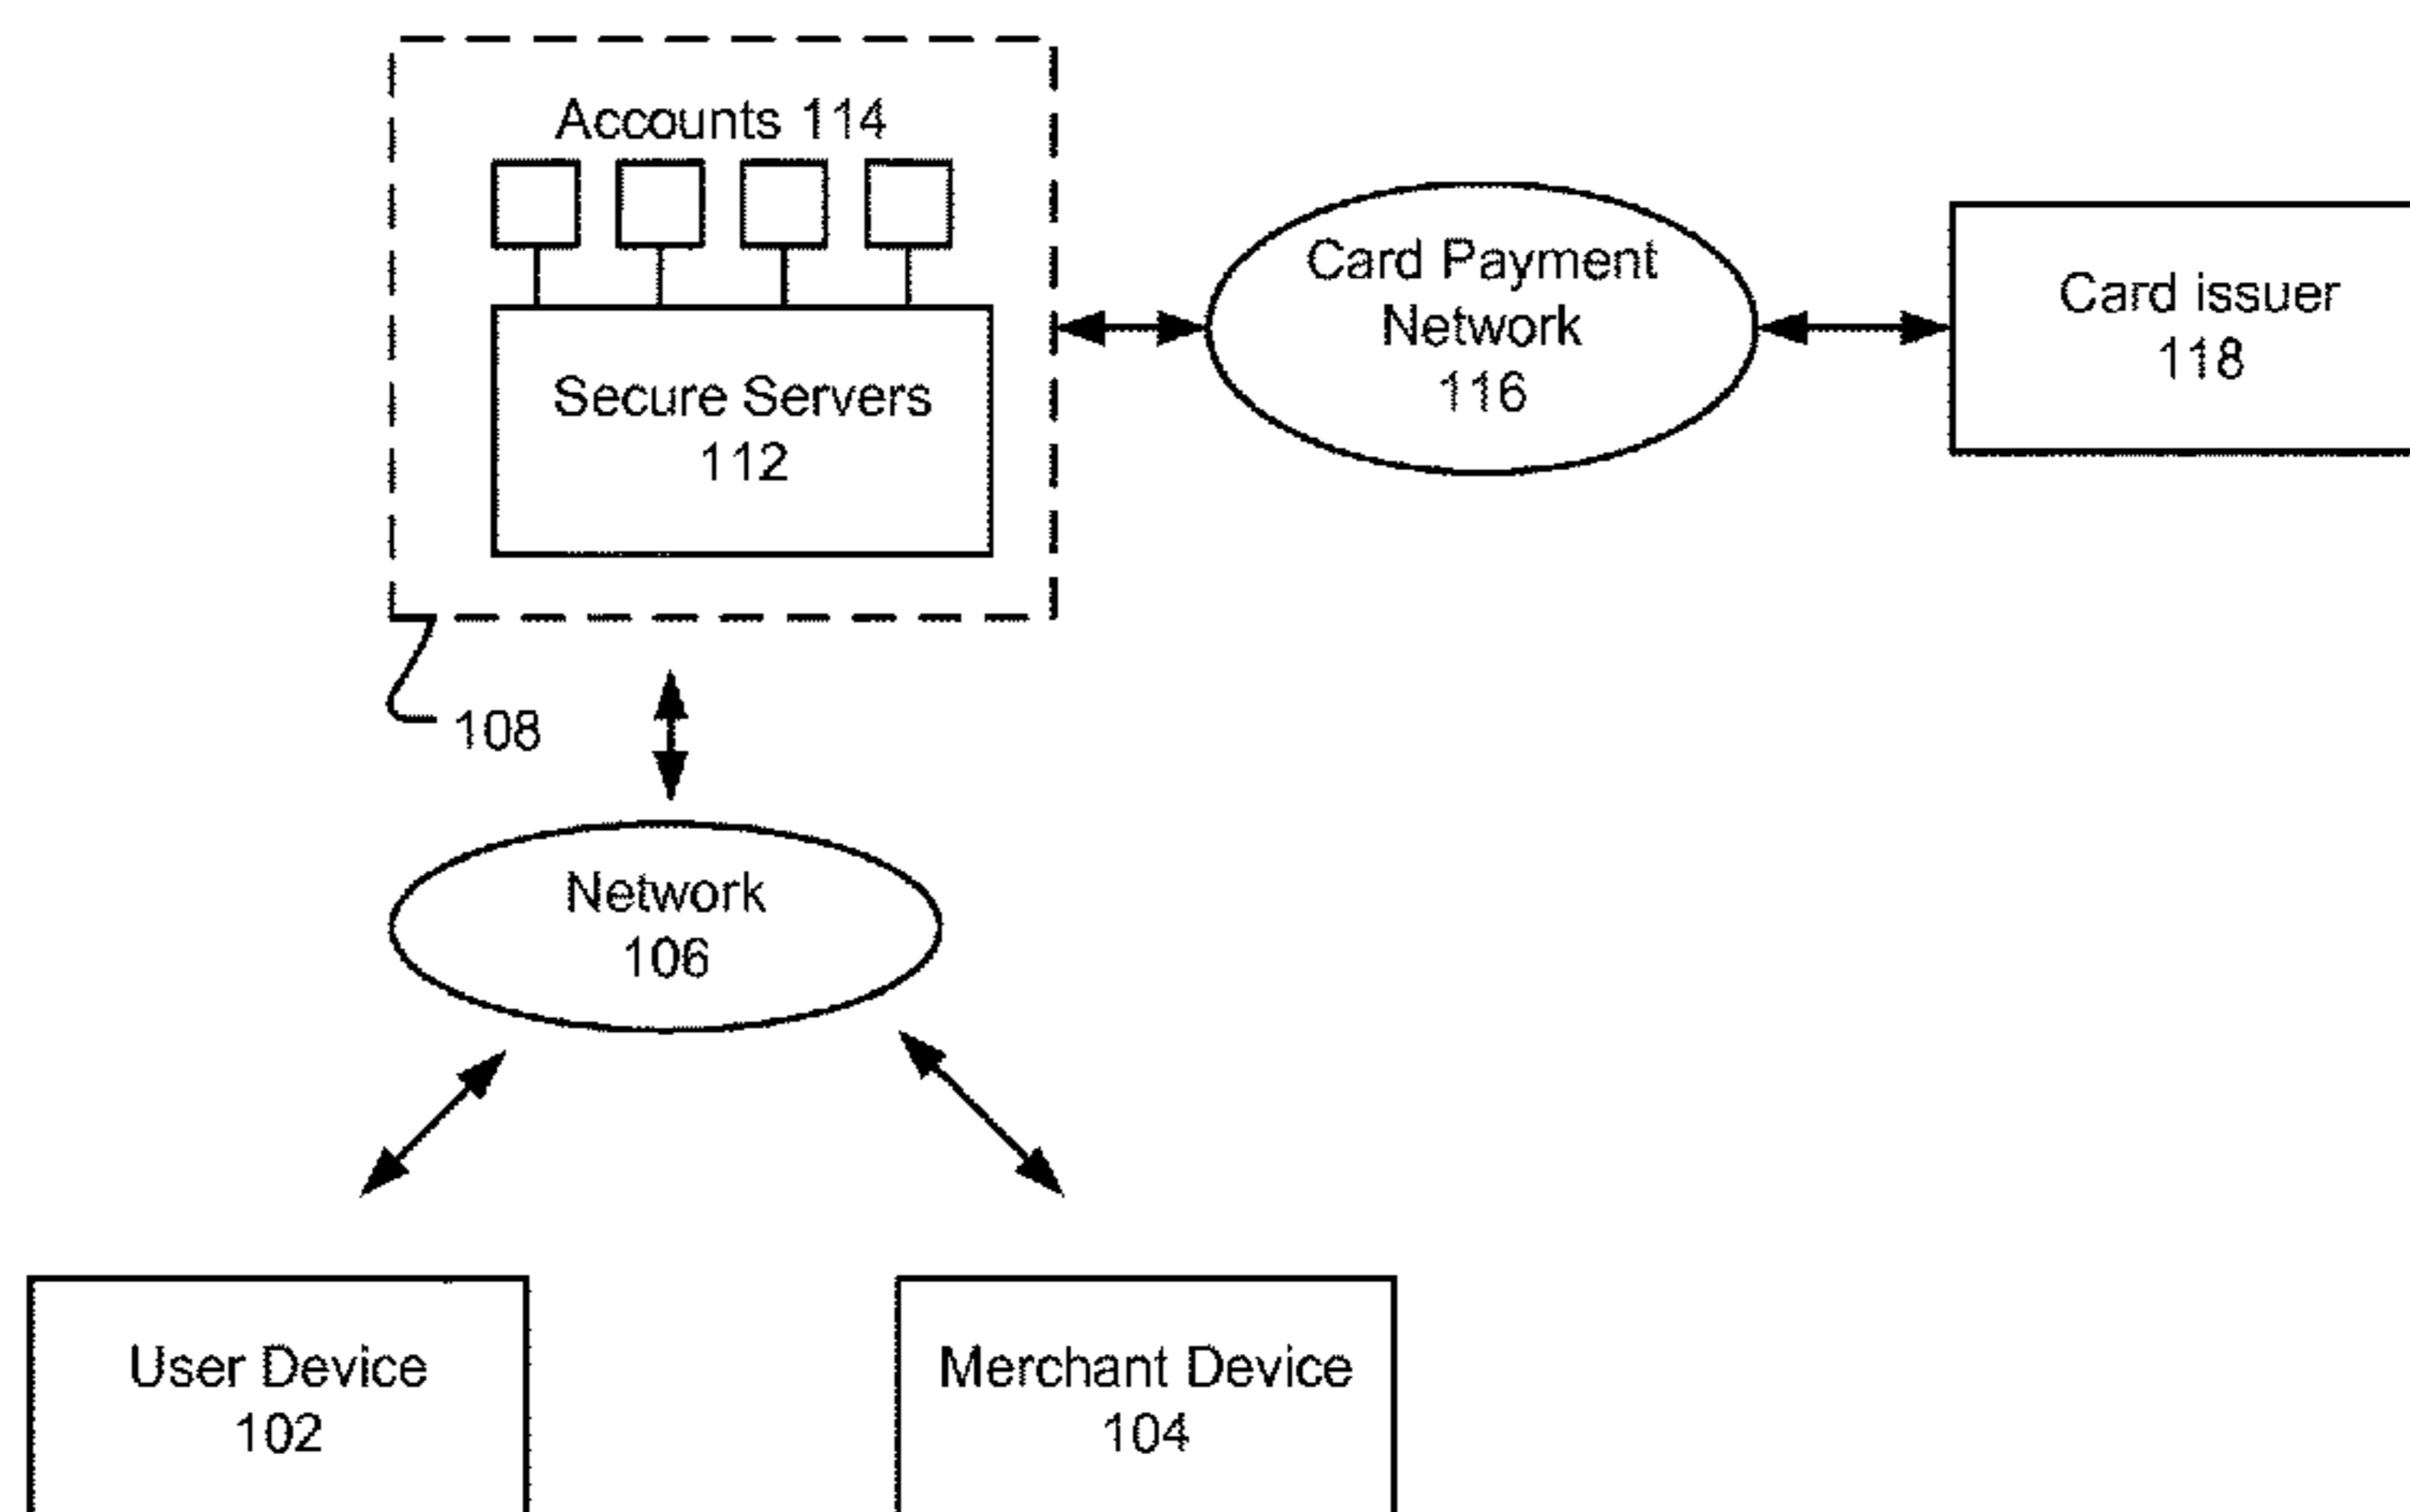 Accounts 114
Secure Servers
112
Card Payment
Network
116
Card issuer
118
108
Network
106
User Device
102
Merchant Device
104